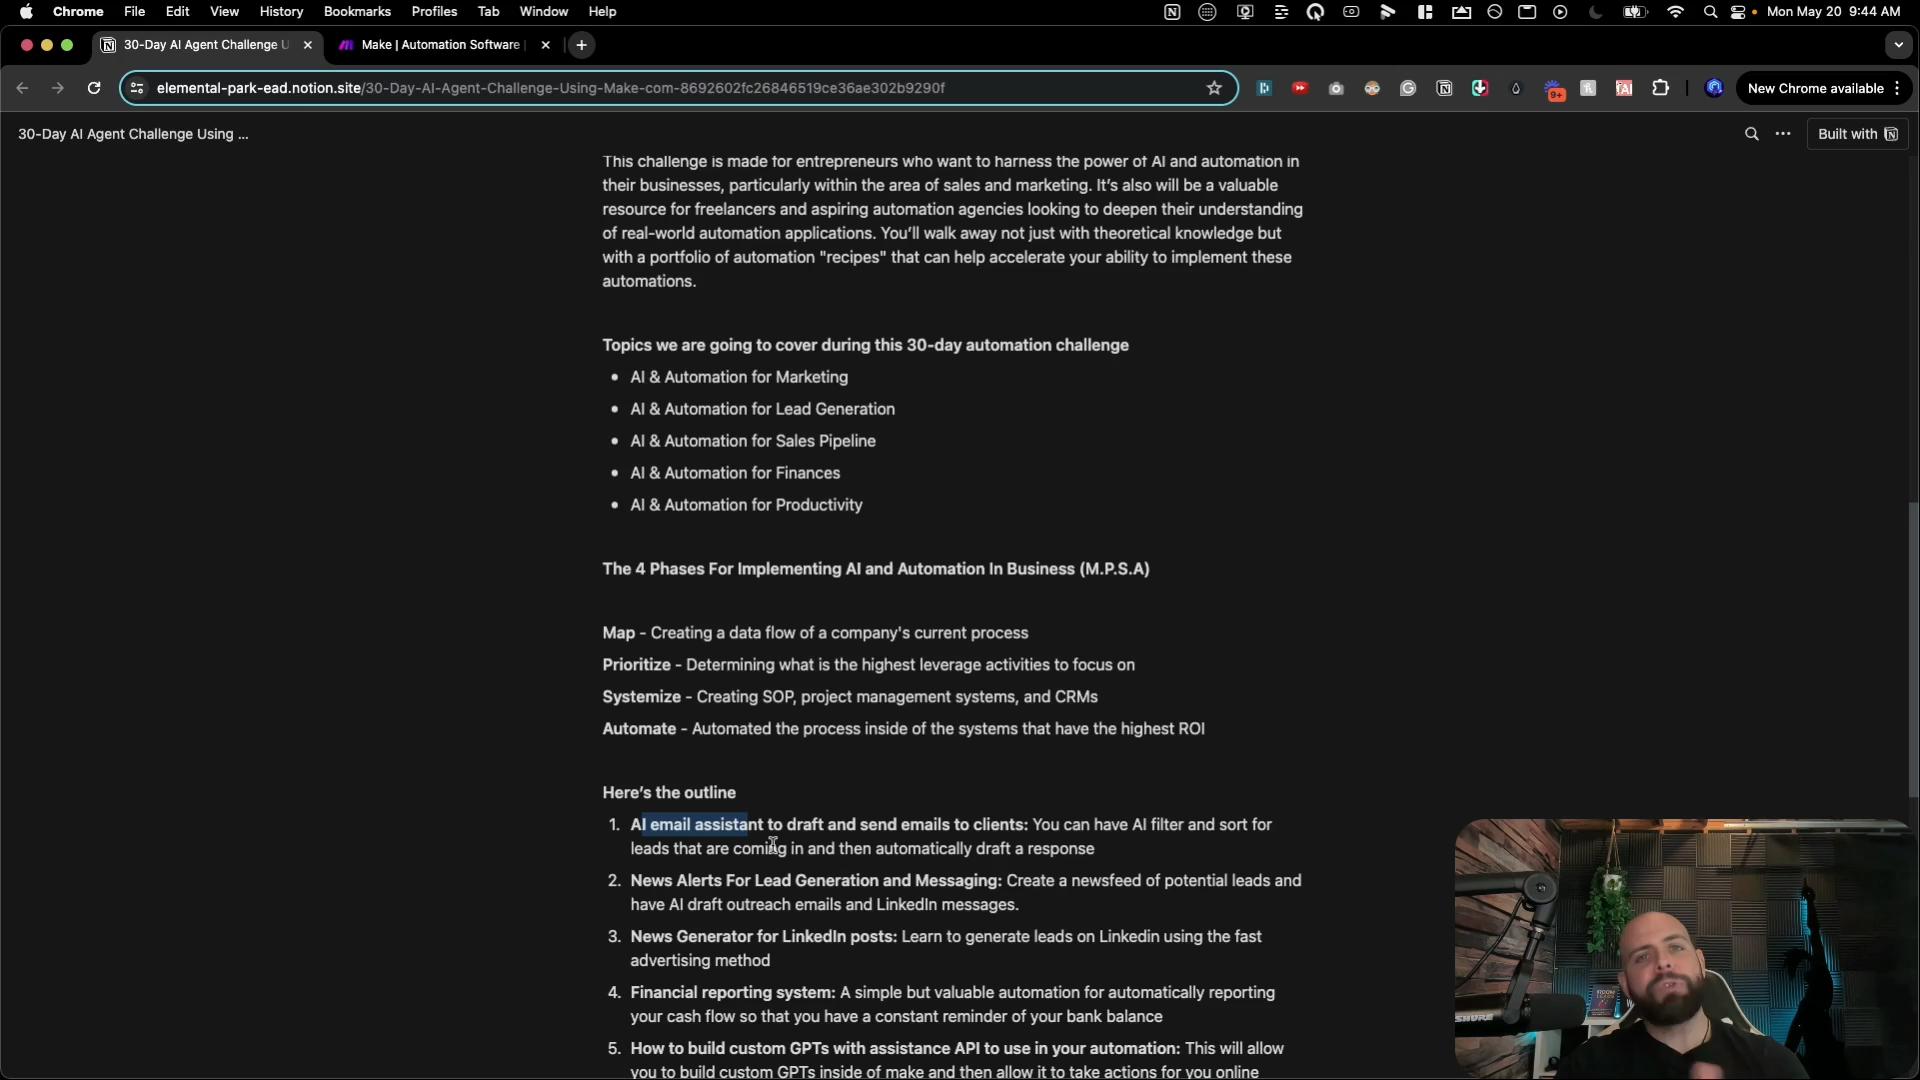 Chrome File Edit View History Bookmarks Profiles Tab Window Help Mon May 20 9:44 AM
30-Day AI Agent Challenge U Make | Automation Software
elemental-park-ead.notion.site/30-Day-AI-Agent-Challenge-Using-Make-com-8692602fc26846519ce36ae302b9290f 9+ New Chrome available
30-Day AI Agent Challenge Using ... Built with
This challenge is made for entrepreneurs who want to harness the power of AI and automation in
their businesses, particularly within the area of sales and marketing. It's also will be a valuable
resource for freelancers and aspiring automation agencies looking to deepen their understanding
of real-world automation applications. You'll walk away not just with theoretical knowledge but
with a portfolio of automation "recipes" that can help accelerate your ability to implement these
automations.
Topics we are going to cover during this 30-day automation challenge
• AI & Automation for Marketing
• AI & Automation for Lead Generation
• AI & Automation for Sales Pipeline
• AI & Automation for Finances
• AI & Automation for Productivity
The 4 Phases For Implementing AI and Automation In Business (M.P.S.A)
Map - Creating a data flow of a company's current process
Prioritize - Determining what is the highest leverage activities to focus on
Systemize - Creating SOP, project management systems, and CRMs
Automate - Automated the process inside of the systems that have the highest ROI
Here's the outline
1. AI email assistant to draft and send emails to clients: You can have AI filter and sort for
leads that are coming in and then automatically draft a response
2. News Alerts For Lead Generation and Messaging: Create a newsfeed of potential leads and
have AI draft outreach emails and LinkedIn messages.
3. News Generator for LinkedIn posts: Learn to generate leads on Linkedin using the fast
advertising method
4. Financial reporting system: A simple but valuable automation for automatically reporting
your cash flow so that you have a constant reminder of your bank balance
5. How to build custom GPTs with assistance API to use in your automation: This will allow
you to build custom GPTs inside of make and then allow it to take actions for you online
SHURE